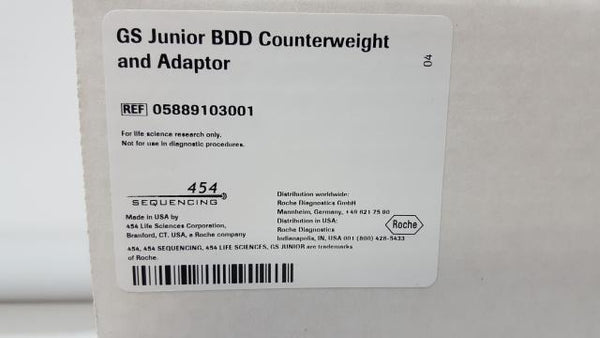 GS Junior BDD Counterweight
and Adaptor
04
REF 05889103001
For life science research only.
Not for use in diagnostic procedures.
454
SEQUENCING
Made in USA by
454 Life Sciences Corporation,
Branford, CT. USA, a Roche company
Distribution worldwide:
Roche Diagnostics GmbH
Mannheim, Germany, +49 621 75 90
Distribution in USA:
Roche Diagnostics
Indianapolis, IN, USA 001 (800) 428-5433
Roche
454, 454 SEQUENCING, 454 LIFE SCIENCES, GS JUNIOR are trademarks
of Roche.